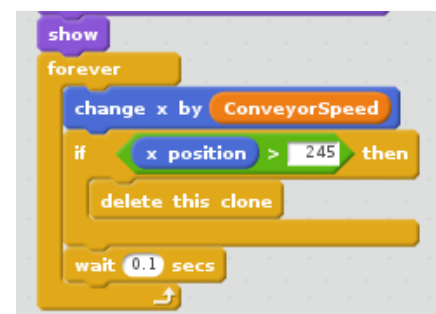 show
forever
change x by ConveyorSpeed
if x position > 245 then
delete this clone
wait 0.1 secs